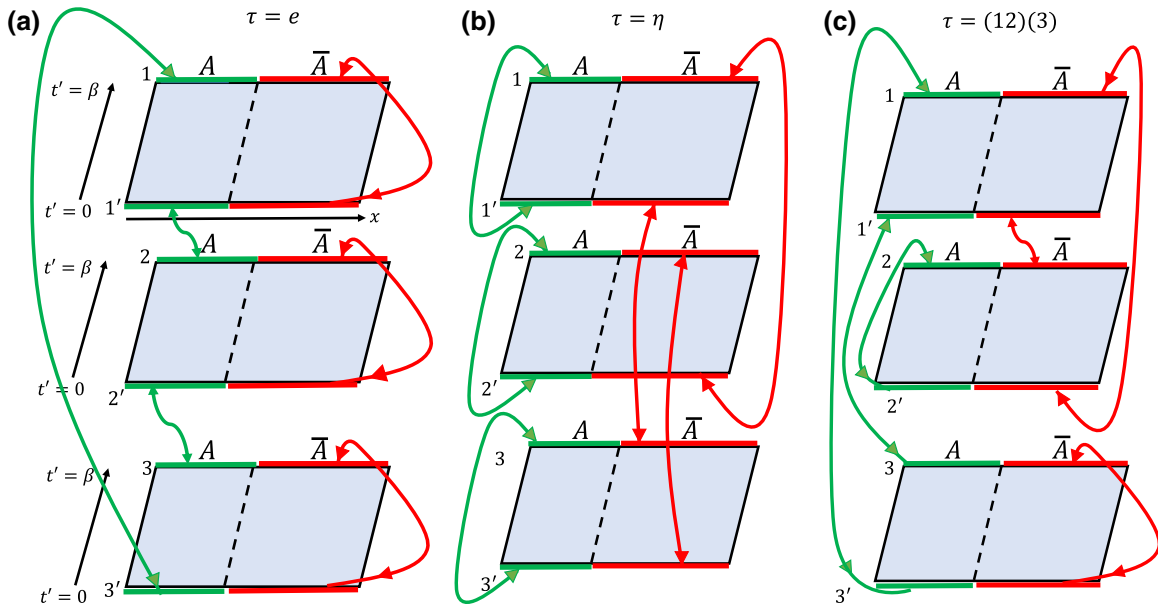 (a) τ = e
1 A A̅
t′ = β
t′ = 0
1′ x
2 A A̅
t′ = β
t′ = 0
2′
3 A A̅
t′ = β
t′ = 0
3′
(b) τ = η
1 A A̅
1′
2 A A̅
2′
3 A A̅
3′
(c) τ = (12)(3)
1 A A̅
1′
2 A A̅
2′
3 A A̅
3′